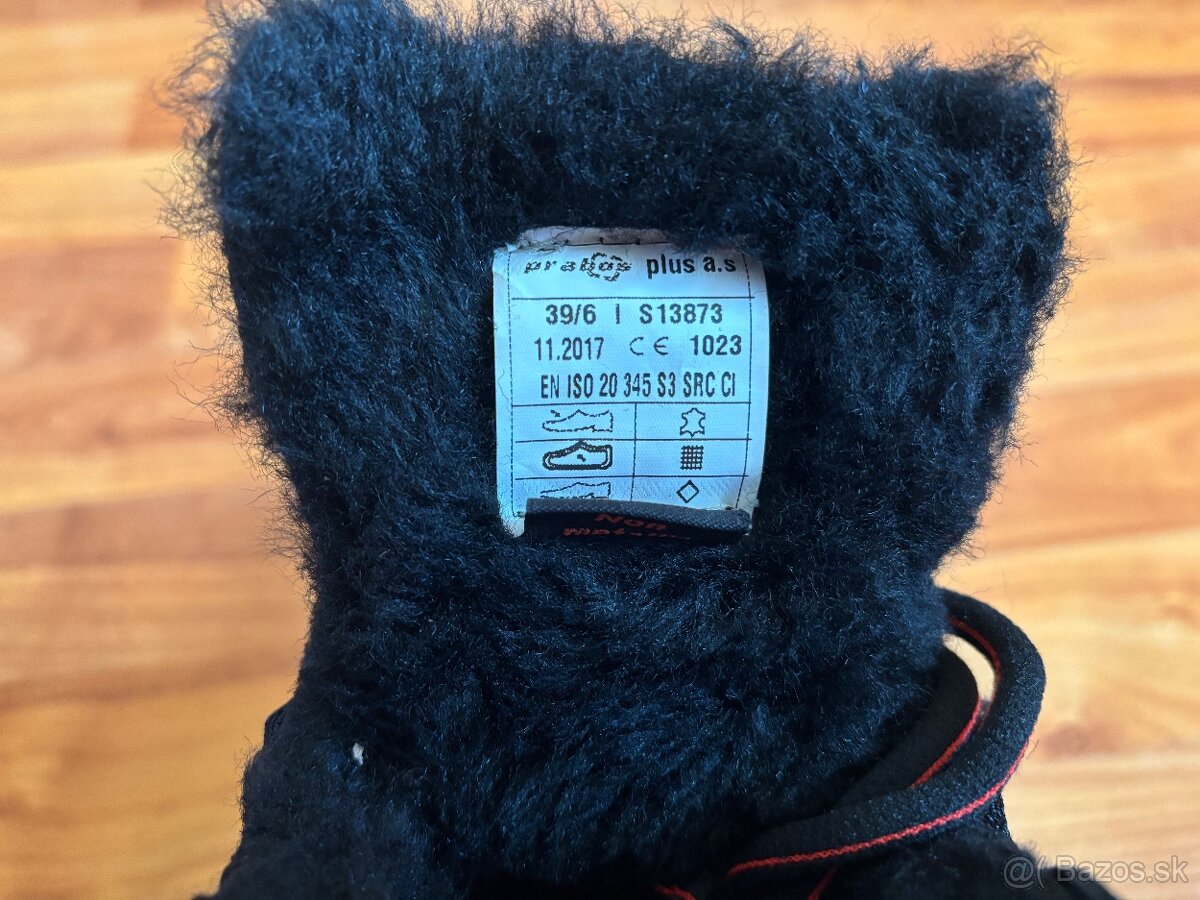 prabos plus a.s
39/6 I S13873
11.2017 CE 1023
EN ISO 20 345 S3 SRC CI
Non
@( Bazos.sk